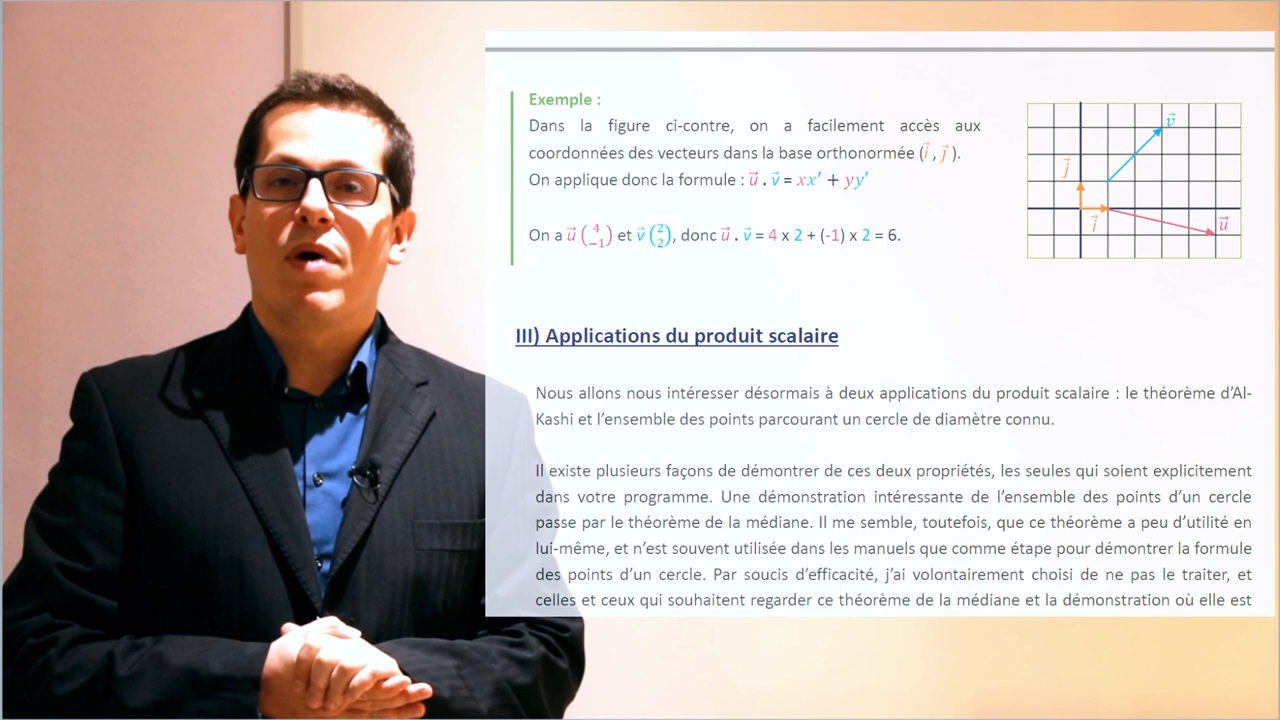 Exemple :
Dans la figure ci-contre, on a facilement accès aux
coordonnées des vecteurs dans la base orthonormée (i⃗ , j⃗ ).
On applique donc la formule : u⃗ . v⃗ = xx′ + yy′
On a u⃗ (4 −1) et v⃗ (2 2), donc u⃗ . v⃗ = 4 x 2 + (-1) x 2 = 6.
v⃗
j⃗
i⃗
u⃗
III) Applications du produit scalaire
Nous allons nous intéresser désormais à deux applications du produit scalaire : le théorème d’Al-
Kashi et l’ensemble des points parcourant un cercle de diamètre connu.
Il existe plusieurs façons de démontrer de ces deux propriétés, les seules qui soient explicitement
dans votre programme. Une démonstration intéressante de l’ensemble des points d’un cercle
passe par le théorème de la médiane. Il me semble, toutefois, que ce théorème a peu d’utilité en
lui-même, et n’est souvent utilisée dans les manuels que comme étape pour démontrer la formule
des points d’un cercle. Par soucis d’efficacité, j’ai volontairement choisi de ne pas le traiter, et
celles et ceux qui souhaitent regarder ce théorème de la médiane et la démonstration où elle est